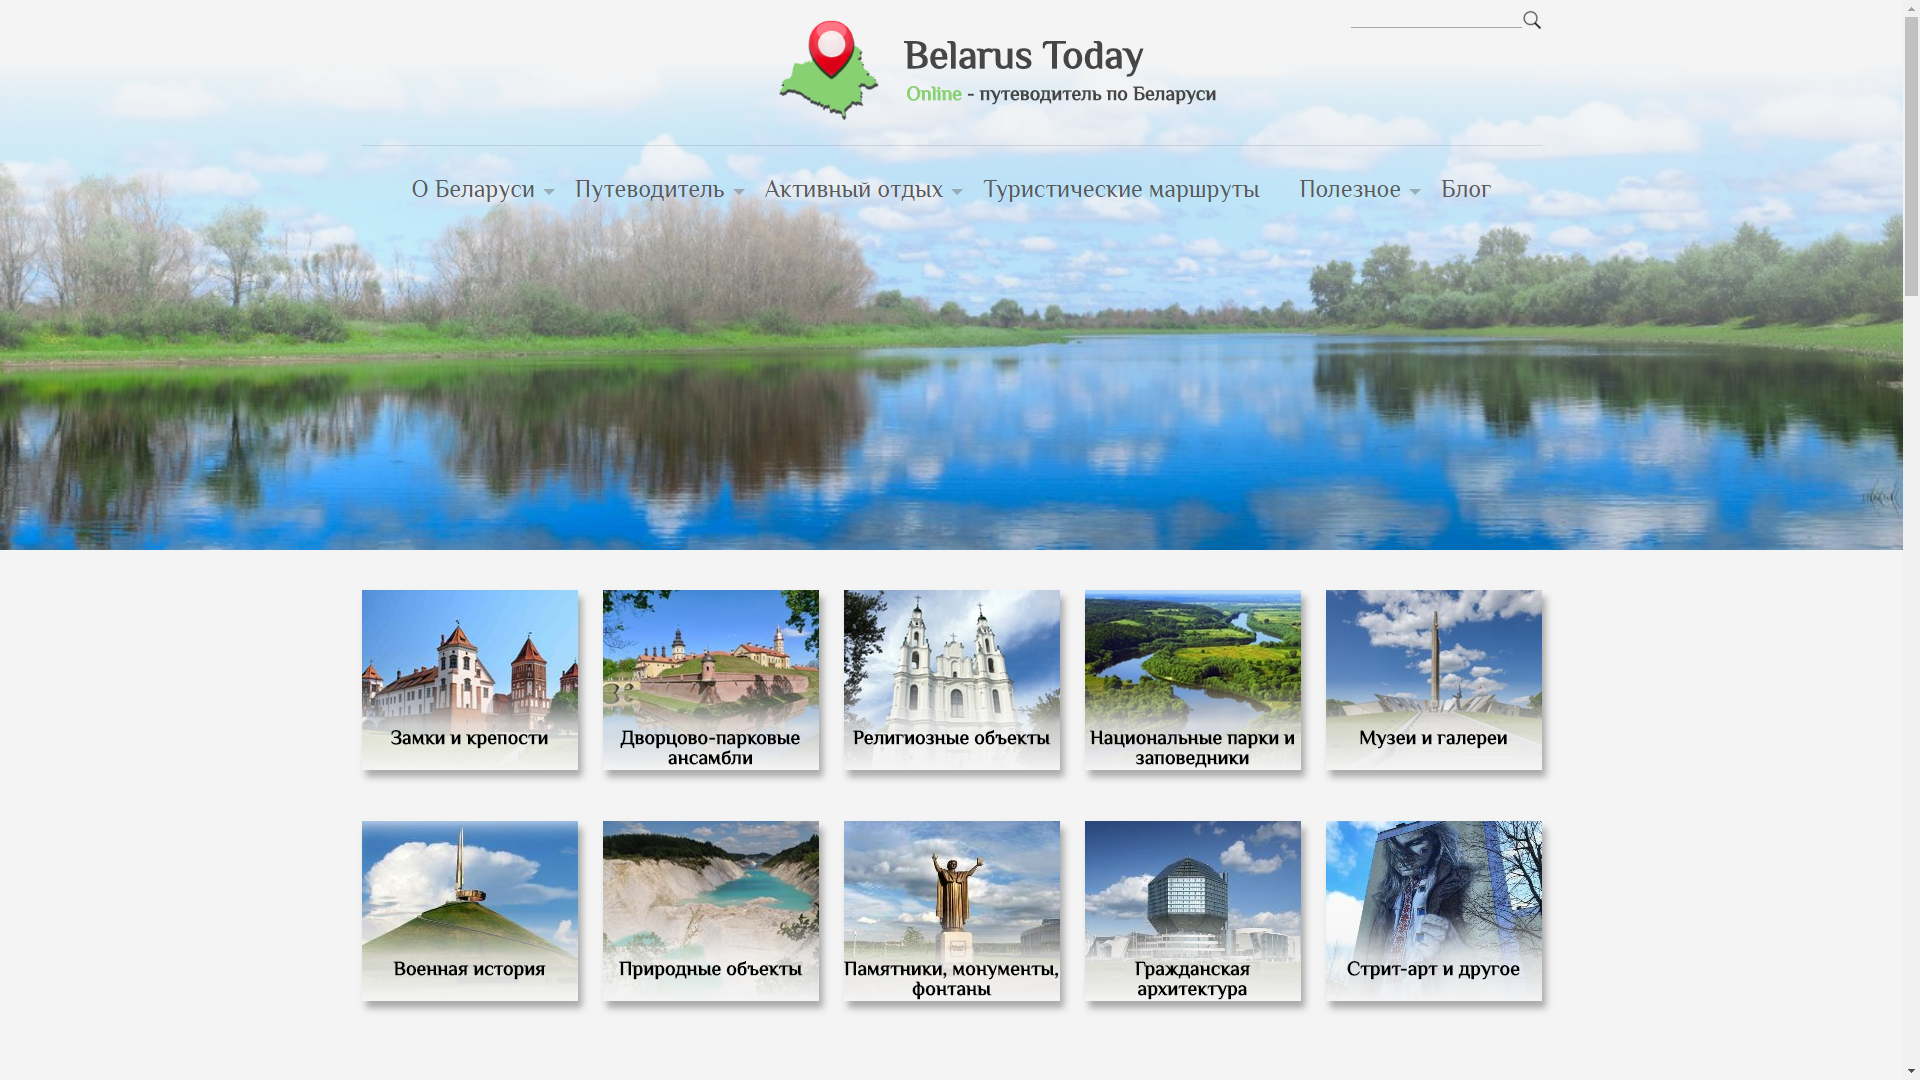 Belarus Today
Online - путеводитель по Беларуси
О Беларуси Путеводитель Активный отдых Туристические маршруты Полезное Блог
Замки и крепости
Дворцово-парковые
ансамбли
Религиозные объекты
Национальные парки и
заповедники
Музеи и галереи
Военная история
Природные объекты
Памятники, монументы,
фонтаны
Гражданская
архитектура
Стрит-арт и другое